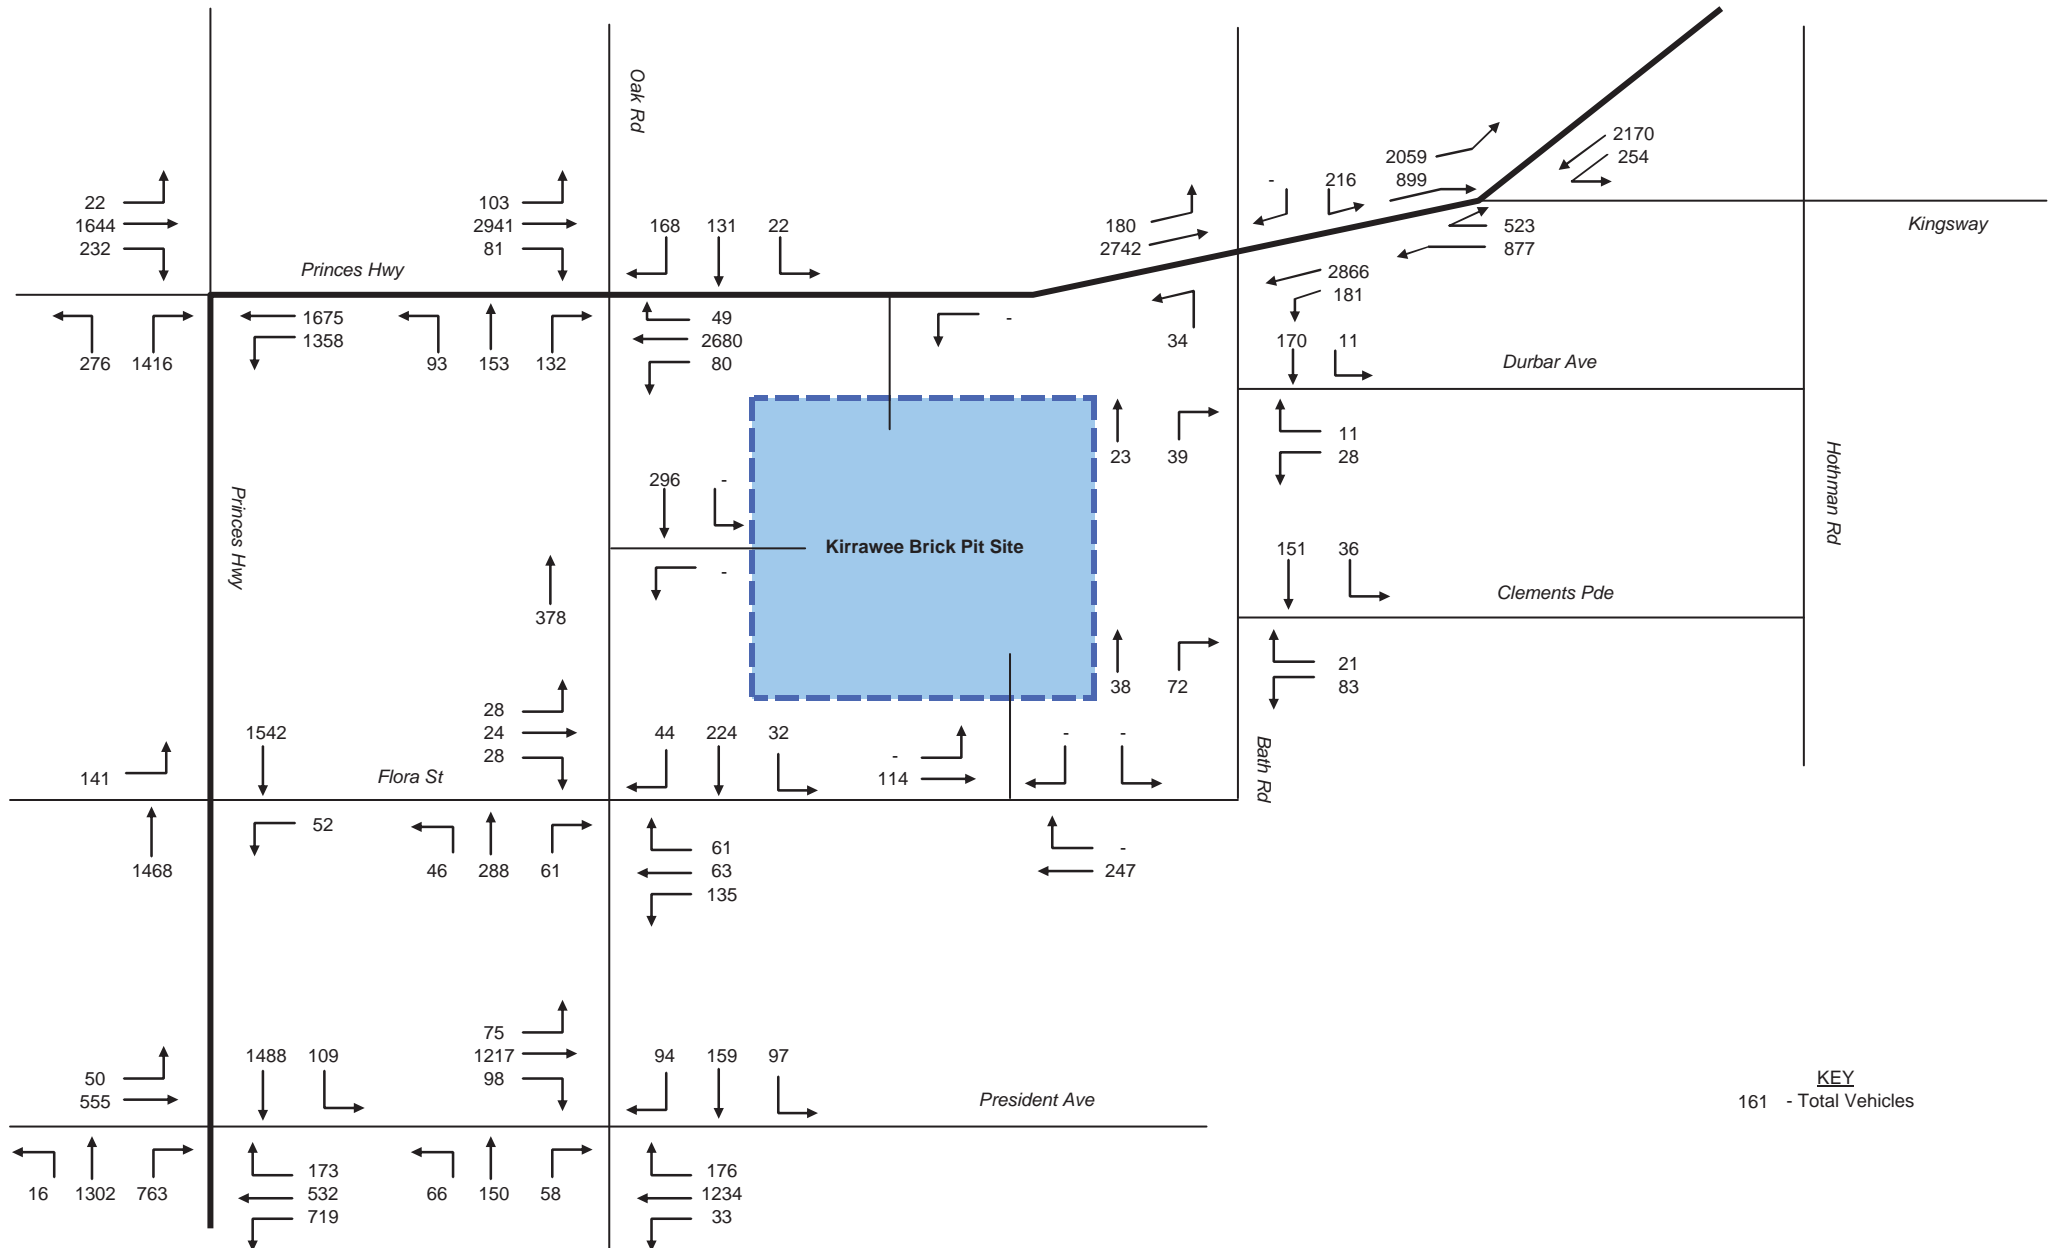 Oak Rd
2170
2059
254
- 216 899
22
103
1644
2941
168 131 22
180
523
Kingsway
232
81
2742
877
Princes Hwy
2866
181
1675
49
-
1358
2680
276 1416
93 153 132
80
34
170 11
Durbar Ave
11
23 39
28
Hothman Rd
296 -
Princes Hwy
Kirrawee Brick Pit Site
151 36
-
Clements Pde
378
21
38 72
83
28
1542
24
44 224 32
- -
28
-
Bath Rd
141
Flora St
114
52
61
-
1468
46 288 61
63
247
135
75
1488 109
1217
94 159 97
50
98
KEY
555
President Ave
161 - Total Vehicles
173
176
16 1302 763
532
66 150 58
1234
719
33